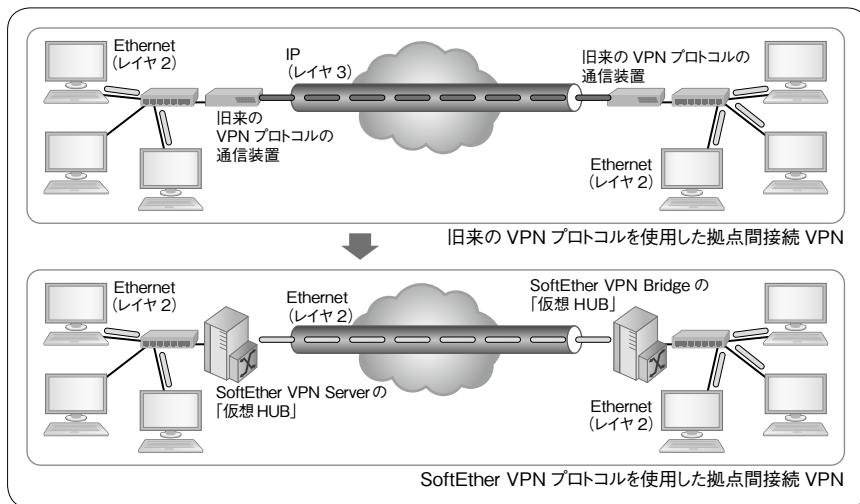 Ethernet
（レイヤ 2）
IP
（レイヤ 3）
旧来の VPN プロトコルの
通信装置
旧来の
VPN プロトコルの
通信装置
Ethernet
（レイヤ 2）
旧来の VPN プロトコルを使用した拠点間接続 VPN
Ethernet
（レイヤ 2）
Ethernet
（レイヤ 2）
SoftEther VPN Bridge の
「仮想 HUB」
SoftEther VPN Server の
「仮想 HUB」
Ethernet
（レイヤ 2）
SoftEther VPN プロトコルを使用した拠点間接続 VPN